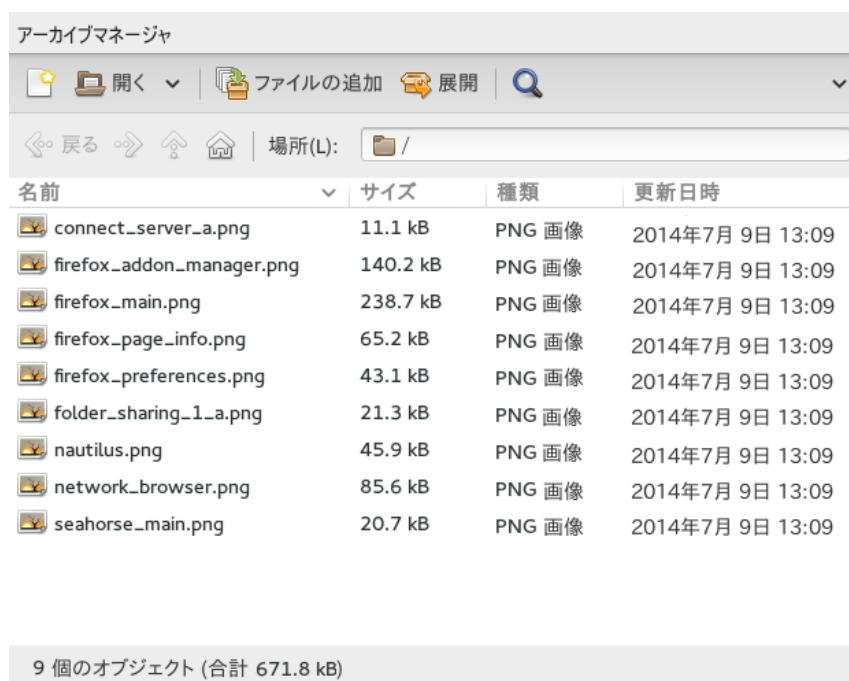 アーカイブマネージャ
開く ファイルの追加 展開
戻る 場所(L): /
名前 サイズ 種類 更新日時
connect_server_a.png 11.1 kB PNG 画像 2014年7月 9日 13:09
firefox_addon_manager.png 140.2 kB PNG 画像 2014年7月 9日 13:09
firefox_main.png 238.7 kB PNG 画像 2014年7月 9日 13:09
firefox_page_info.png 65.2 kB PNG 画像 2014年7月 9日 13:09
firefox_preferences.png 43.1 kB PNG 画像 2014年7月 9日 13:09
folder_sharing_1_a.png 21.3 kB PNG 画像 2014年7月 9日 13:09
nautilus.png 45.9 kB PNG 画像 2014年7月 9日 13:09
network_browser.png 85.6 kB PNG 画像 2014年7月 9日 13:09
seahorse_main.png 20.7 kB PNG 画像 2014年7月 9日 13:09
9 個のオブジェクト (合計 671.8 kB)